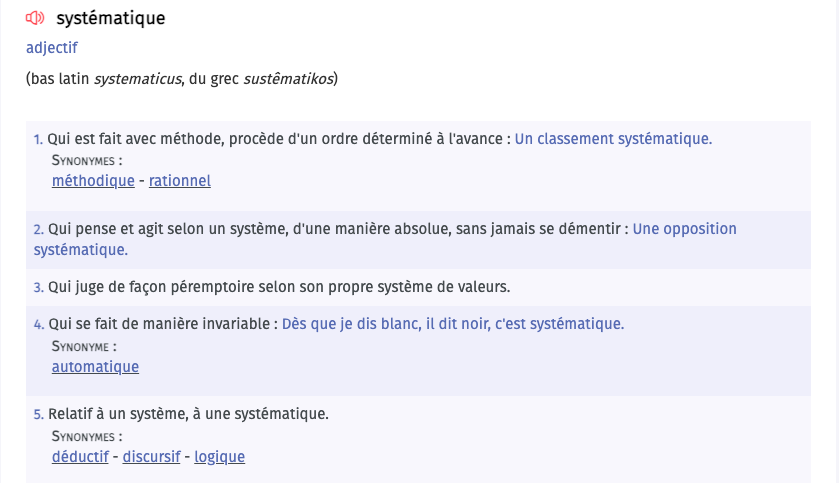 systématique
adjectif
(bas latin systematicus, du grec sustêmatikos)
1. Qui est fait avec méthode, procède d'un ordre déterminé à l'avance : Un classement systématique.
Synonymes :
méthodique - rationnel
2. Qui pense et agit selon un système, d'une manière absolue, sans jamais se démentir : Une opposition
systématique.
3. Qui juge de façon péremptoire selon son propre système de valeurs.
4. Qui se fait de manière invariable : Dès que je dis blanc, il dit noir, c'est systématique.
Synonyme :
automatique
5. Relatif à un système, à une systématique.
Synonymes :
déductif - discursif - logique